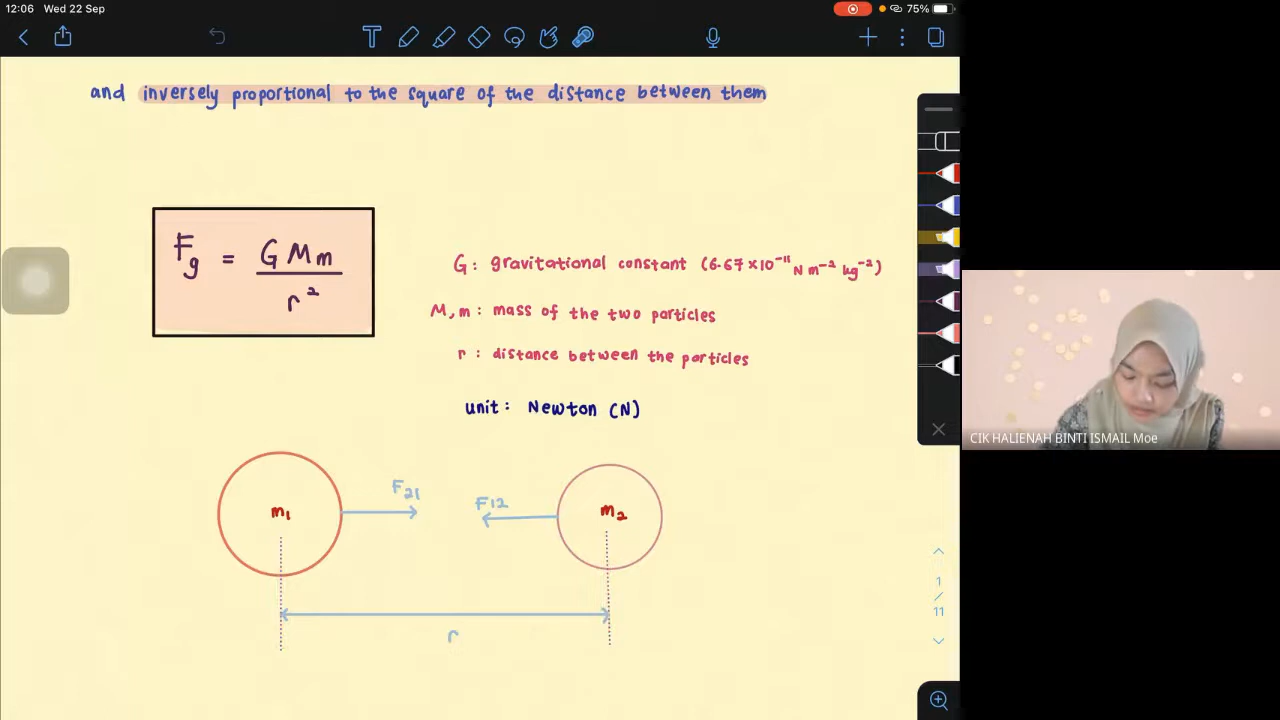 12:06 Wed 22 Sep
75%
and inversely proportional to the square of the distance between them
Fg = GMm / r²
G: gravitational constant (6.67×10⁻¹¹ N m⁻² kg⁻²)
M, m: mass of the two particles
r: distance between the particles
unit: Newton (N)
F21
F12
m1
m2
r
1
/
11
CIK HALIENAH BINTI ISMAIL Moe